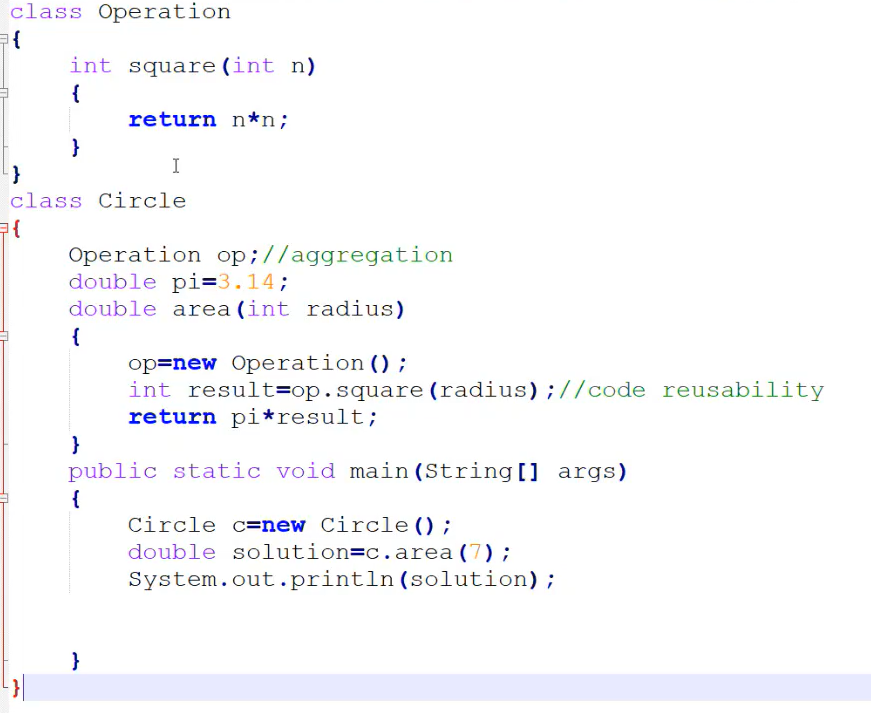 class Operation
{
int square(int n)
{
return n*n;
}
}
class Circle
{
Operation op;//aggregation
double pi=3.14;
double area(int radius)
{
op=new Operation();
int result=op.square(radius);//code reusability
return pi*result;
}
public static void main(String[] args)
{
Circle c=new Circle();
double solution=c.area(7);
System.out.println(solution);
}
}